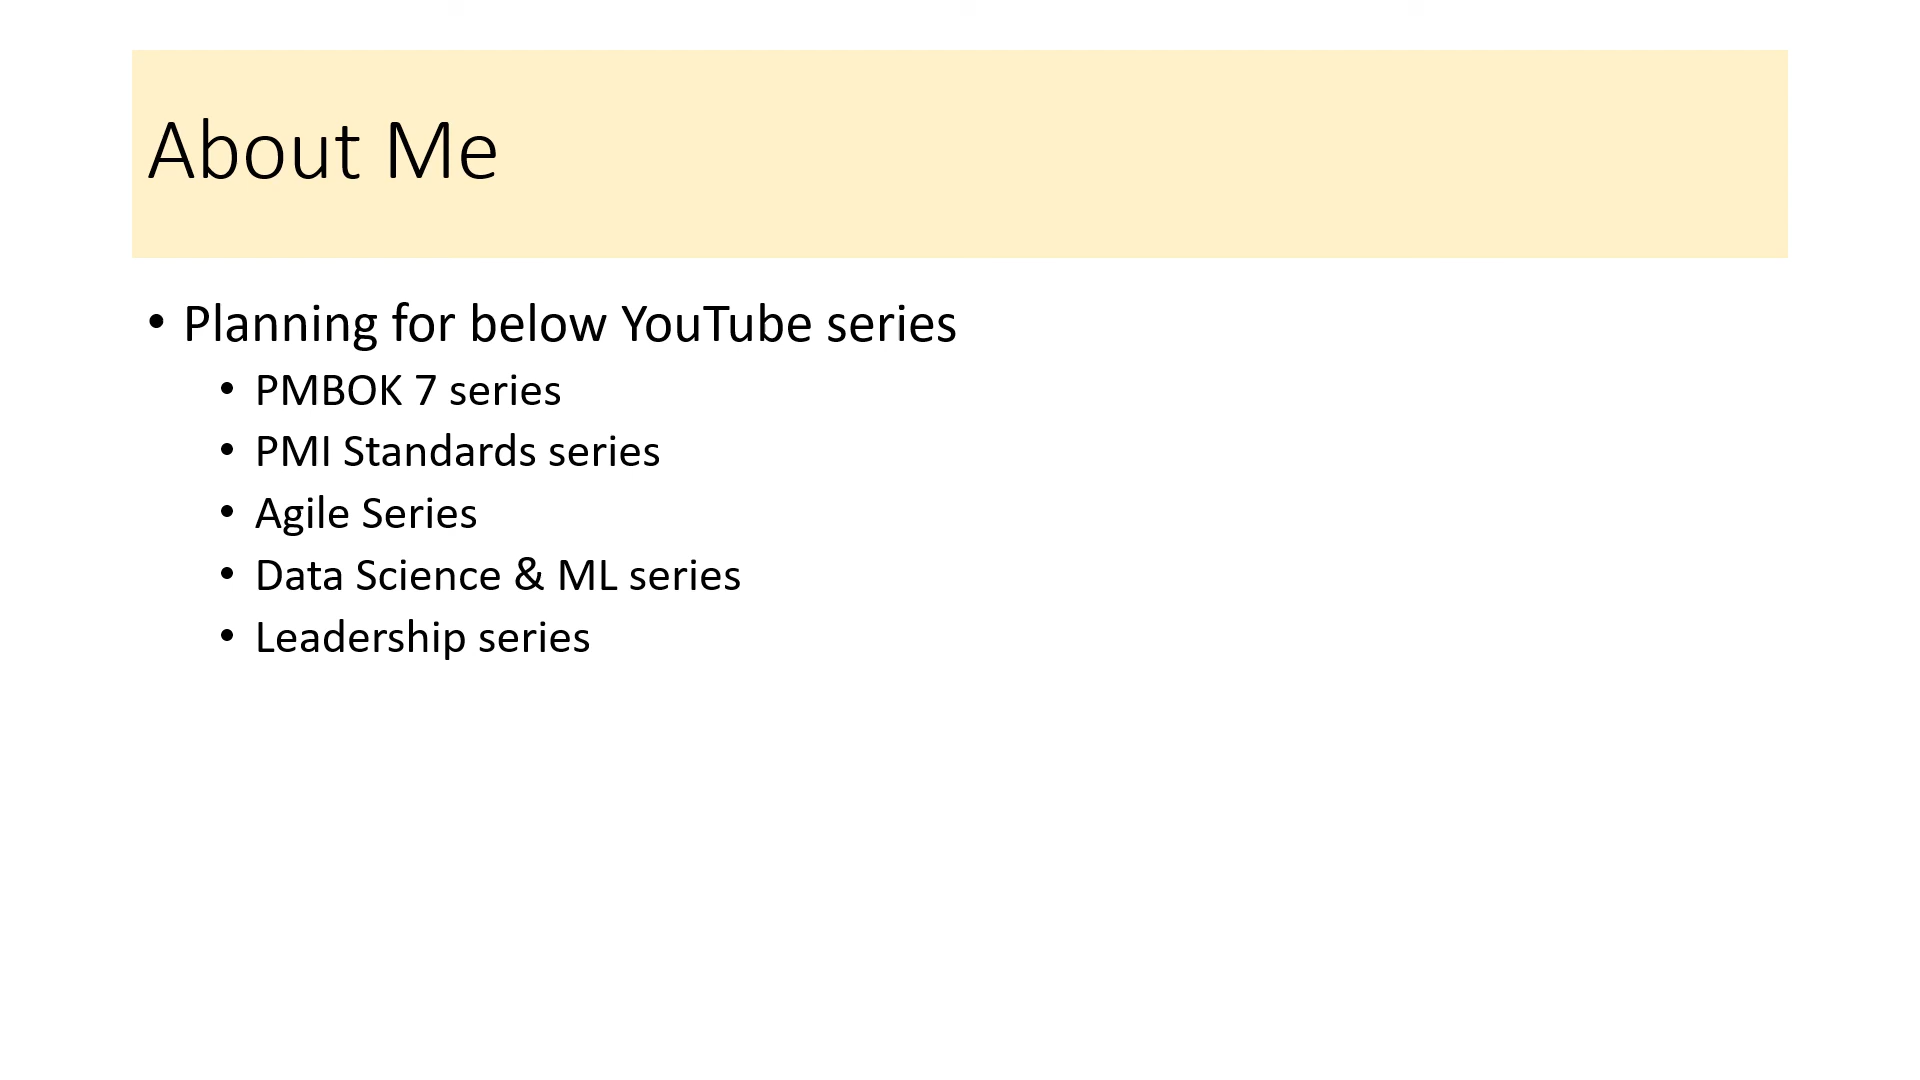 About Me
• Planning for below YouTube series
• PMBOK 7 series
• PMI Standards series
• Agile Series
• Data Science & ML series
• Leadership series